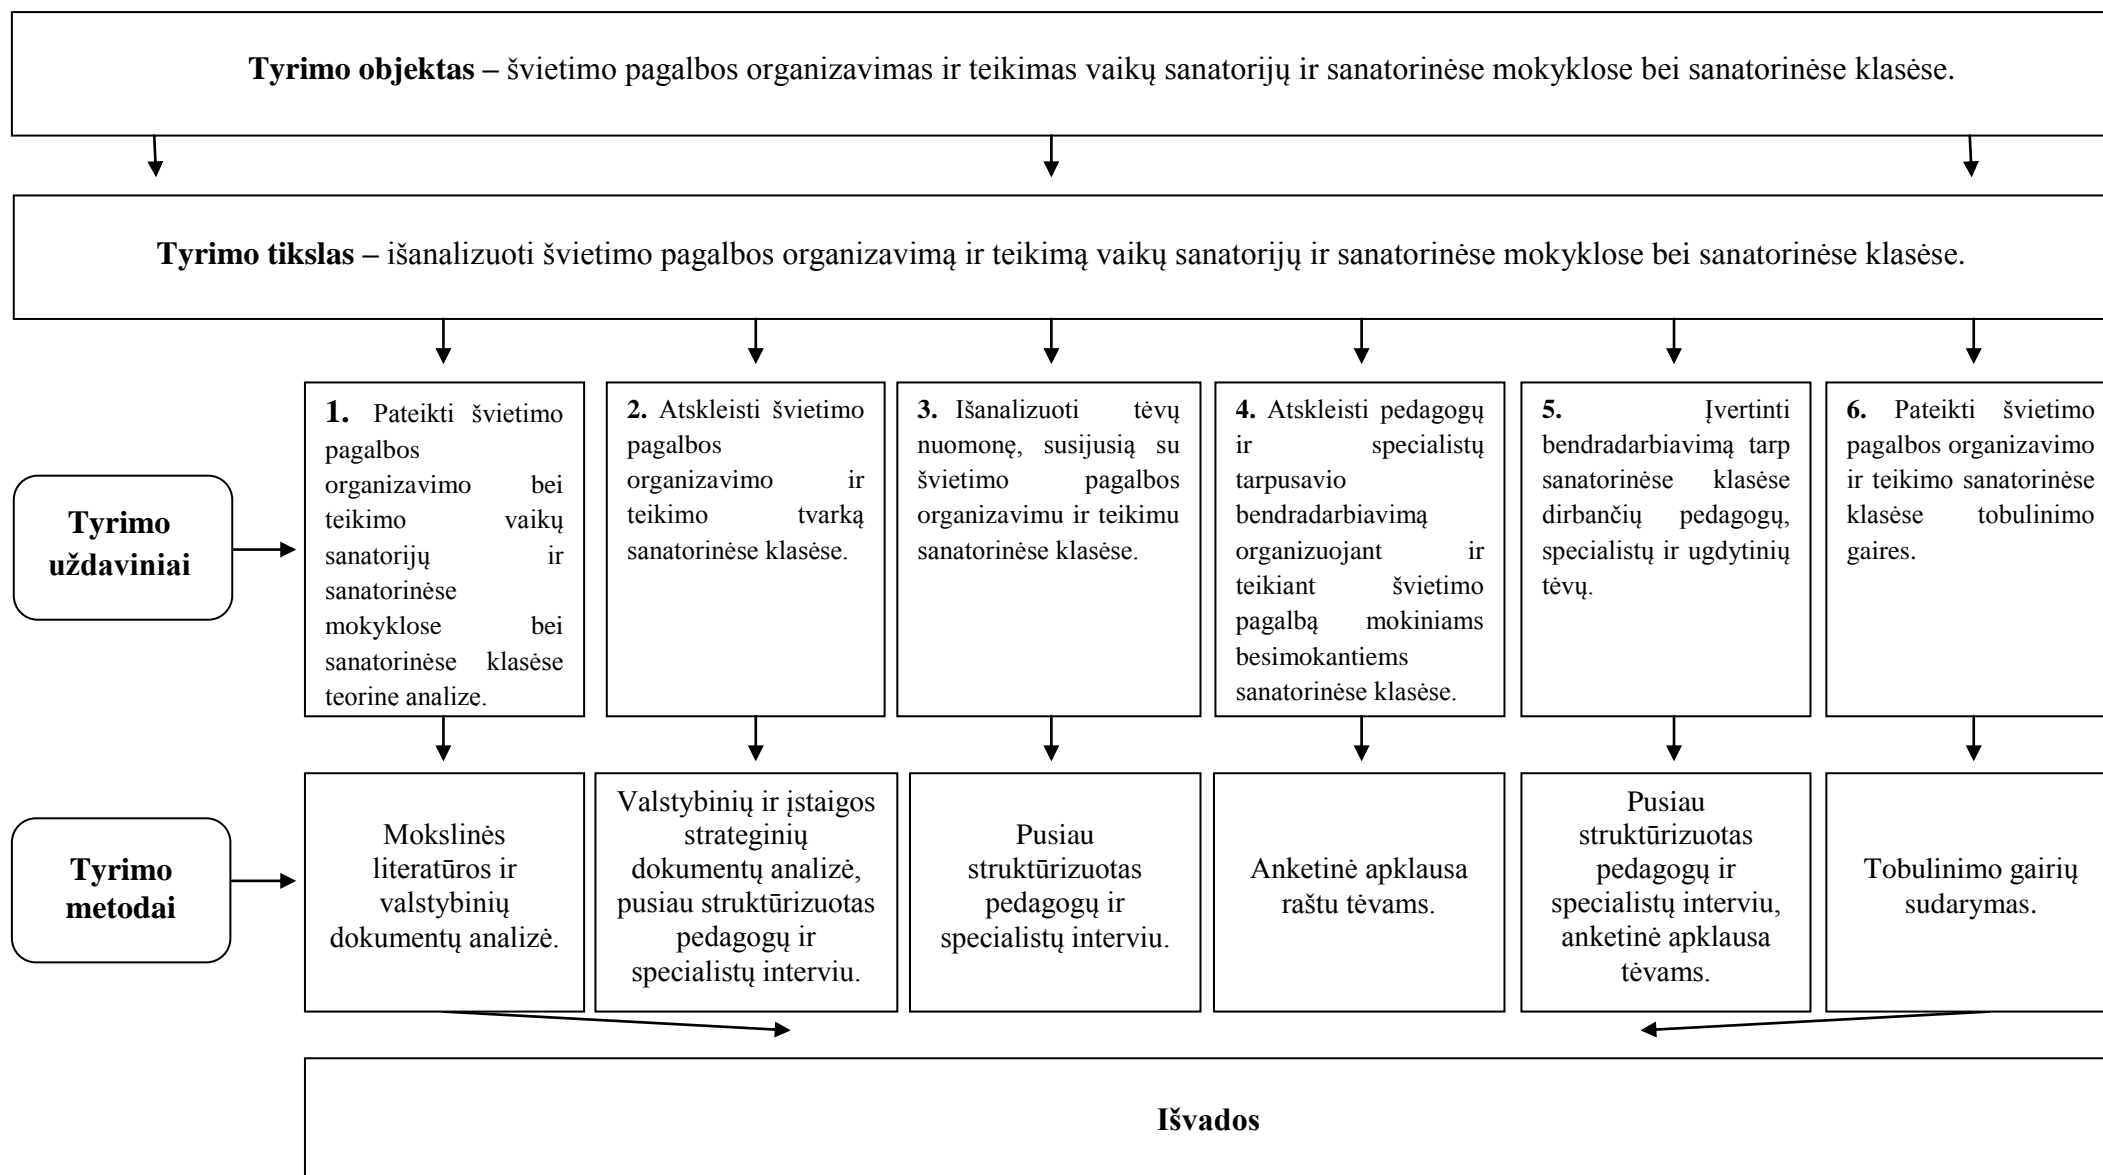 Tyrimo objektas – švietimo pagalbos organizavimas ir teikimas vaikų sanatorijų ir sanatorinėse mokyklose bei sanatorinėse klasėse.
Tyrimo tikslas – išanalizuoti švietimo pagalbos organizavimą ir teikimą vaikų sanatorijų ir sanatorinėse mokyklose bei sanatorinėse klasėse.
Tyrimo
uždaviniai
1. Pateikti švietimo
pagalbos
organizavimo bei
teikimo vaikų
sanatorijų ir
sanatorinėse
mokyklose bei
sanatorinėse klasėse
teorine analize.
2. Atskleisti švietimo
pagalbos
organizavimo ir
teikimo tvarką
sanatorinėse klasėse.
3. Išanalizuoti tėvų
nuomonę, susijusią su
švietimo pagalbos
organizavimu ir teikimu
sanatorinėse klasėse.
4. Atskleisti pedagogų
ir specialistų
tarpusavio
bendradarbiavimą
organizuojant ir
teikiant švietimo
pagalbą mokiniams
besimokantiems
sanatorinėse klasėse.
5. Įvertinti
bendradarbiavimą tarp
sanatorinėse klasėse
dirbančių pedagogų,
specialistų ir ugdytinių
tėvų.
6. Pateikti švietimo
pagalbos organizavimo
ir teikimo sanatorinėse
klasėse tobulinimo
gaires.
Tyrimo
metodai
Mokslinės
literatūros ir
valstybinių
dokumentų analizė.
Valstybinių ir įstaigos
strateginių
dokumentų analizė,
pusiau struktūrizuotas
pedagogų ir
specialistų interviu.
Pusiau
struktūrizuotas
pedagogų ir
specialistų interviu.
Anketinė apklausa
raštu tėvams.
Pusiau
struktūrizuotas
pedagogų ir
specialistų interviu,
anketinė apklausa
tėvams.
Tobulinimo gairių
sudarymas.
Išvados